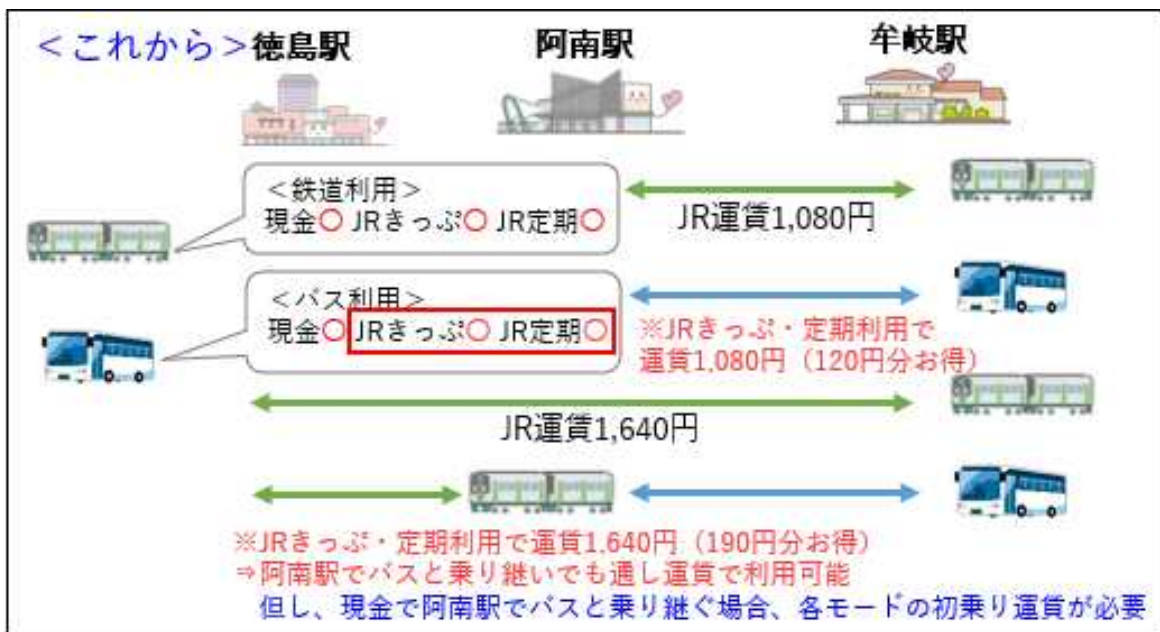 ＜これから＞徳島駅
阿南駅
牟岐駅
＜鉄道利用＞
現金○ JRきっぷ○ JR定期○
JR運賃1,080円
＜バス利用＞
現金○ JRきっぷ○ JR定期○
※JRきっぷ・定期利用で
運賃1,080円（120円分お得）
JR運賃1,640円
※JRきっぷ・定期利用で運賃1,640円（190円分お得）
⇒阿南駅でバスと乗り継いでも通し運賃で利用可能
但し、現金で阿南駅でバスと乗り継ぐ場合、各モードの初乗り運賃が必要